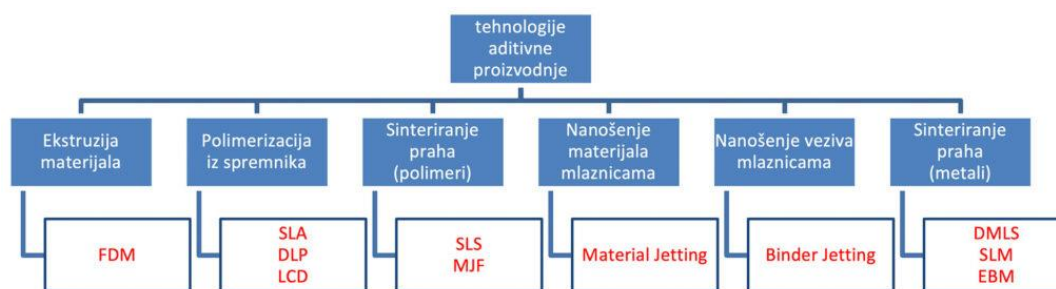 tehnologije
aditivne
proizvodnje
Ekstruzija
materijala
Polimerizacija
iz spremnika
Sinteriranje
praha
(polimeri)
Nanošenje
materijala
mlaznicama
Nanošenje veziva
mlaznicama
Sinteriranje
praha
(metali)
FDM
SLA
DLP
LCD
SLS
MJF
Material Jetting
Binder Jetting
DMLS
SLM
EBM